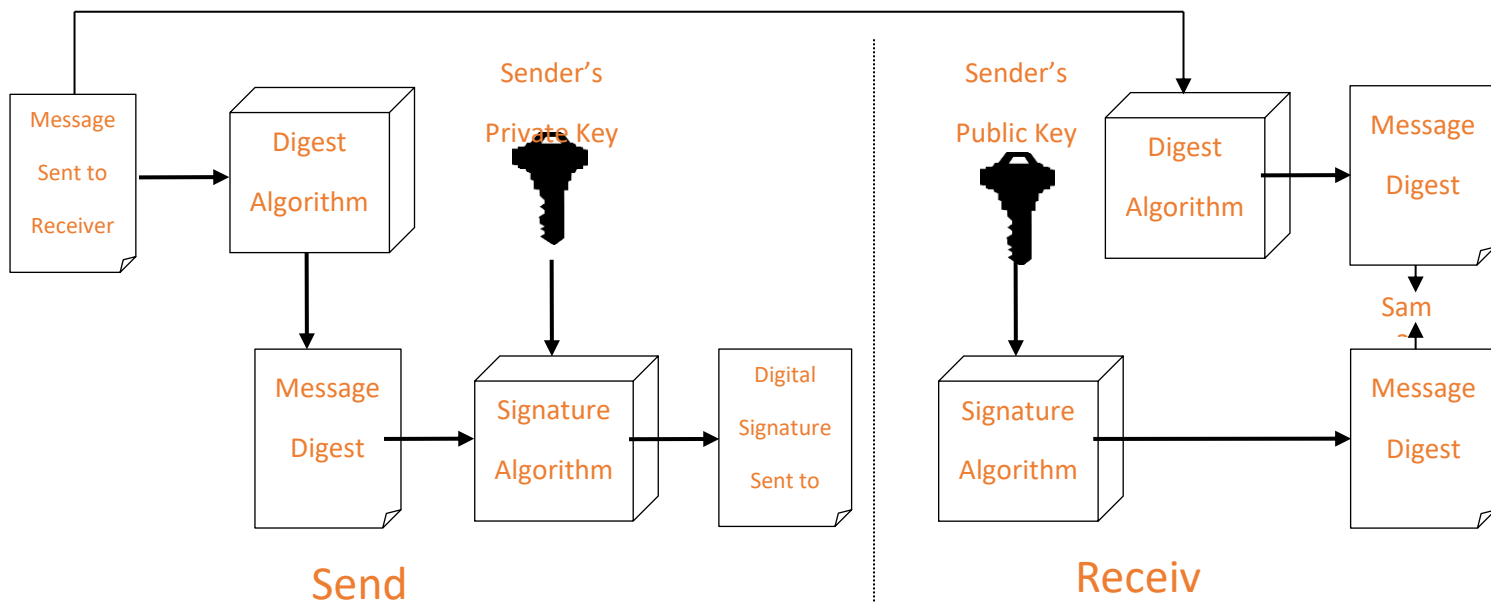 Message
Sent to
Receiver
Digest
Algorithm
Sender’s
Private Key
Message
Digest
Signature
Algorithm
Digital
Signature
Sent to
Send
Sender’s
Public Key
Digest
Algorithm
Message
Digest
Sam
Signature
Algorithm
Message
Digest
Receiv